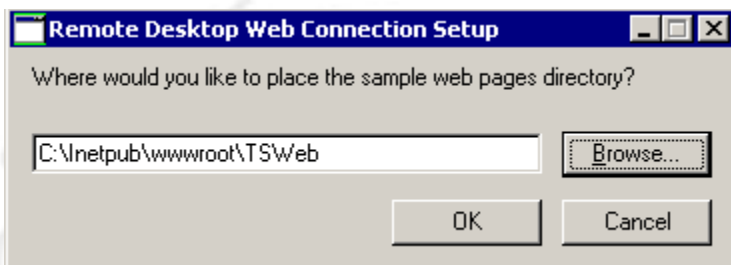 Remote Desktop Web Connection Setup
Where would you like to place the sample web pages directory?
C:\Inetpub\wwwroot\TSWeb
Browse...
OK
Cancel